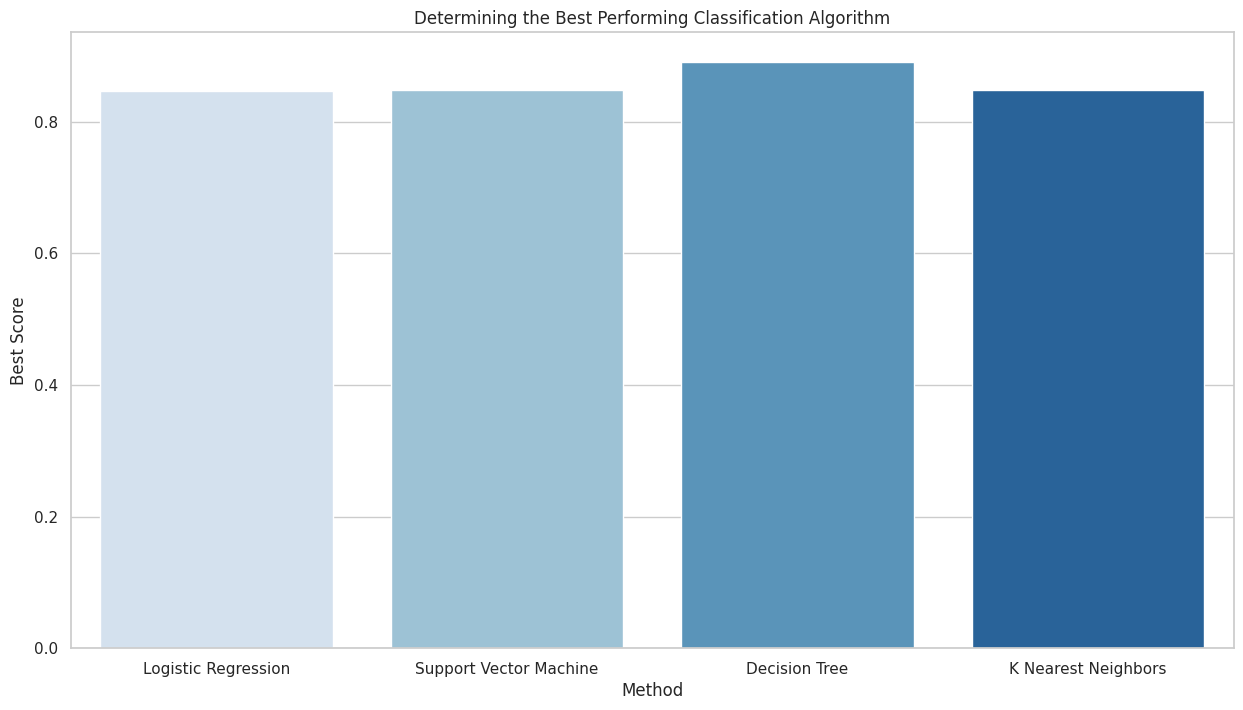 Determining the Best Performing Classification Algorithm
Best Score
0.8
0.6
0.4
0.2
0.0
Logistic Regression
Support Vector Machine
Decision Tree
K Nearest Neighbors
Method